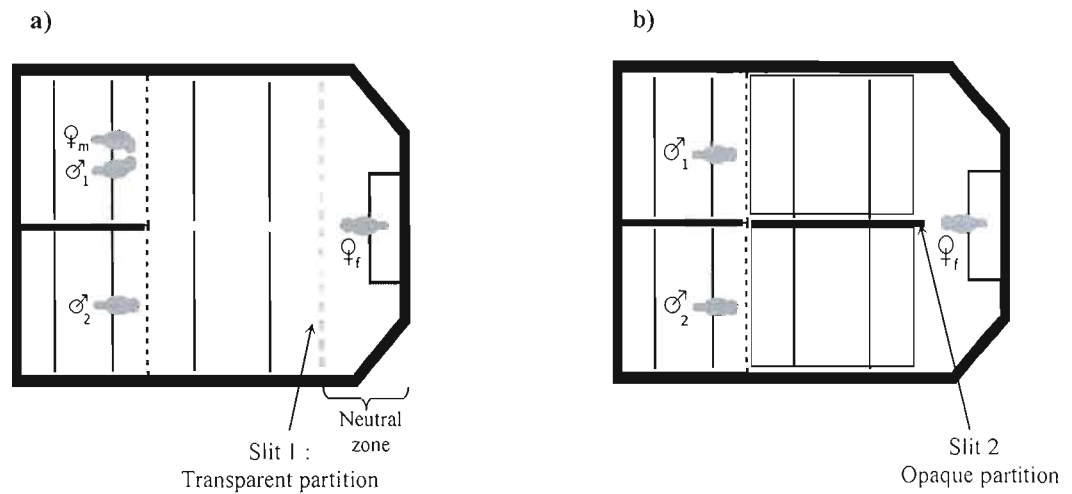 a)
b)
♀m
♂1
♂2
♀f
Neutral
zone
Slit 1 :
Transparent partition
♂1
♂2
♀f
Slit 2
Opaque partition